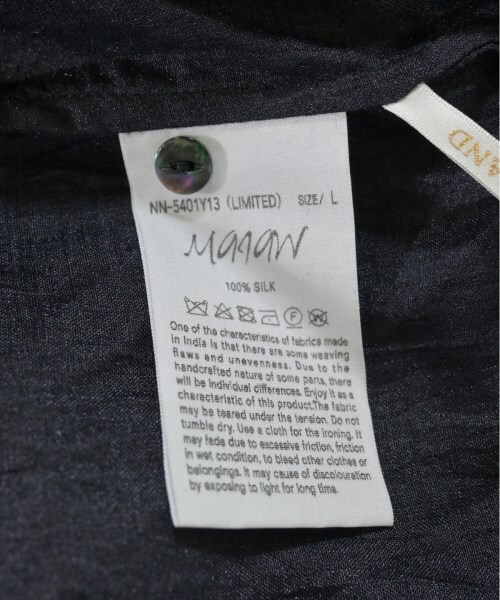 NN-5401Y13 (LIMITED) SIZE/ L
100% SILK
F W
One of the characteristics of fabrics made
in India is that there are some weaving
flaws and unevenness. Due to the
handcrafted nature of some parts, there
will be individual differences. Enjoy it as a
characteristic of this product.The fabric
may be teared under the tension. Do not
tumble dry. Use a cloth for the ironing. It
may fade due to excessive friction, friction
in wet condition, to bleed other clothes or
belongings. It may cause of discolouration
by exposing to light for long time.